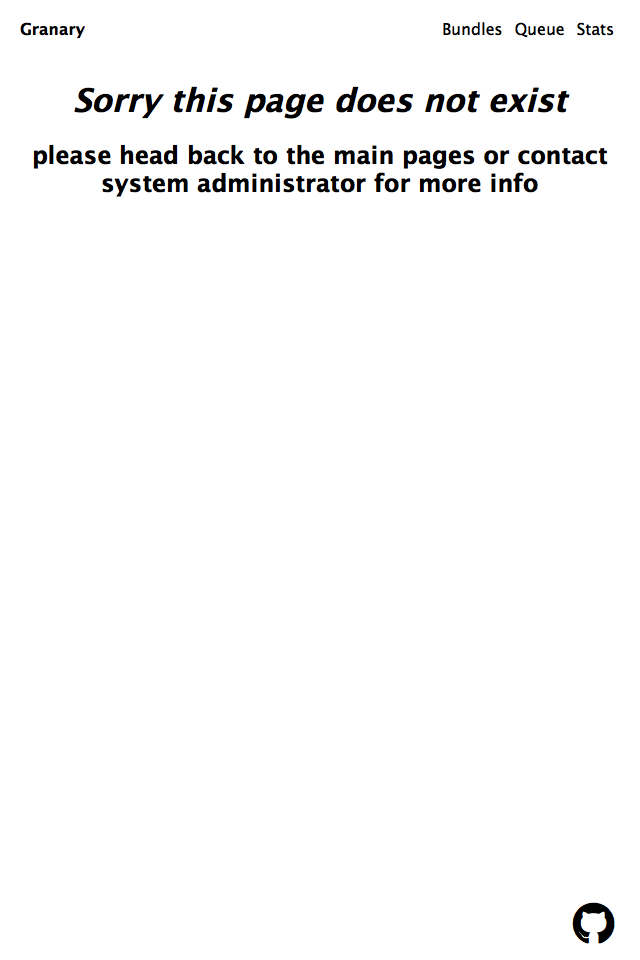 Granary
Bundles Queue Stats
Sorry this page does not exist
please head back to the main pages or contact
system administrator for more info